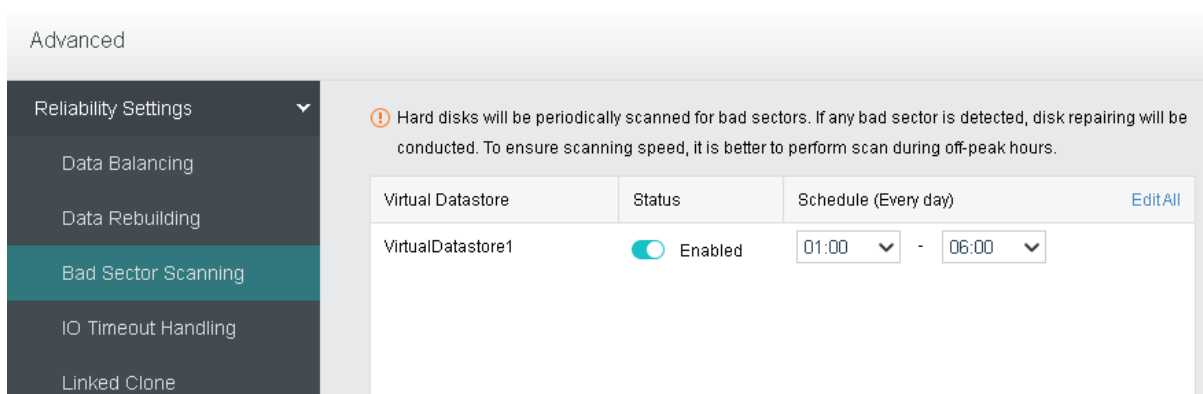 Advanced
Reliability Settings
Data Balancing
Data Rebuilding
Bad Sector Scanning
IO Timeout Handling
Linked Clone
Hard disks will be periodically scanned for bad sectors. If any bad sector is detected, disk repairing will be
conducted. To ensure scanning speed, it is better to perform scan during off-peak hours.
Virtual Datastore Status Schedule (Every day) Edit All
VirtualDatastore1 Enabled 01:00 - 06:00